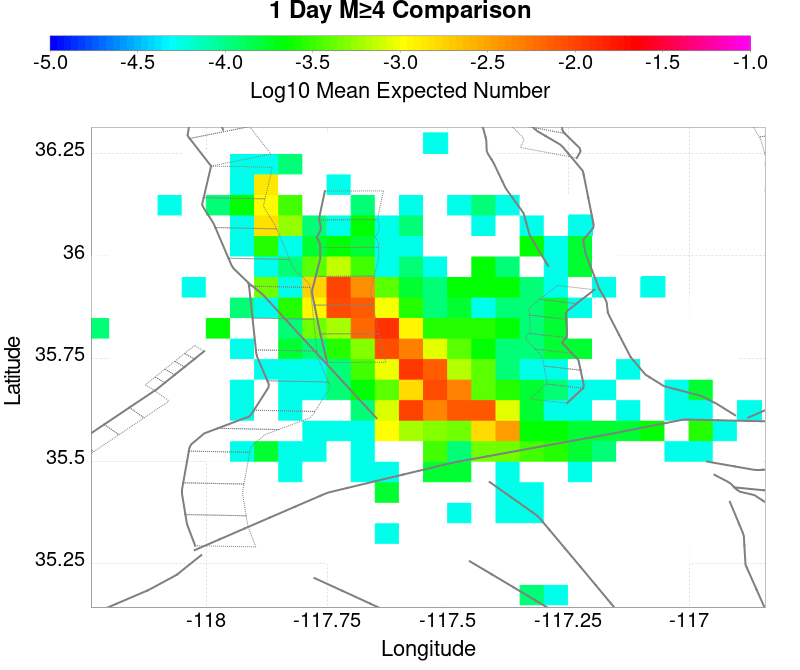 1 Day M≥4 Comparison
-5.0 -4.5 -4.0 -3.5 -3.0 -2.5 -2.0 -1.5 -1.0
Log10 Mean Expected Number
36.25
36
35.75
35.5
35.25
Latitude
-118 -117.75 -117.5 -117.25 -117
Longitude